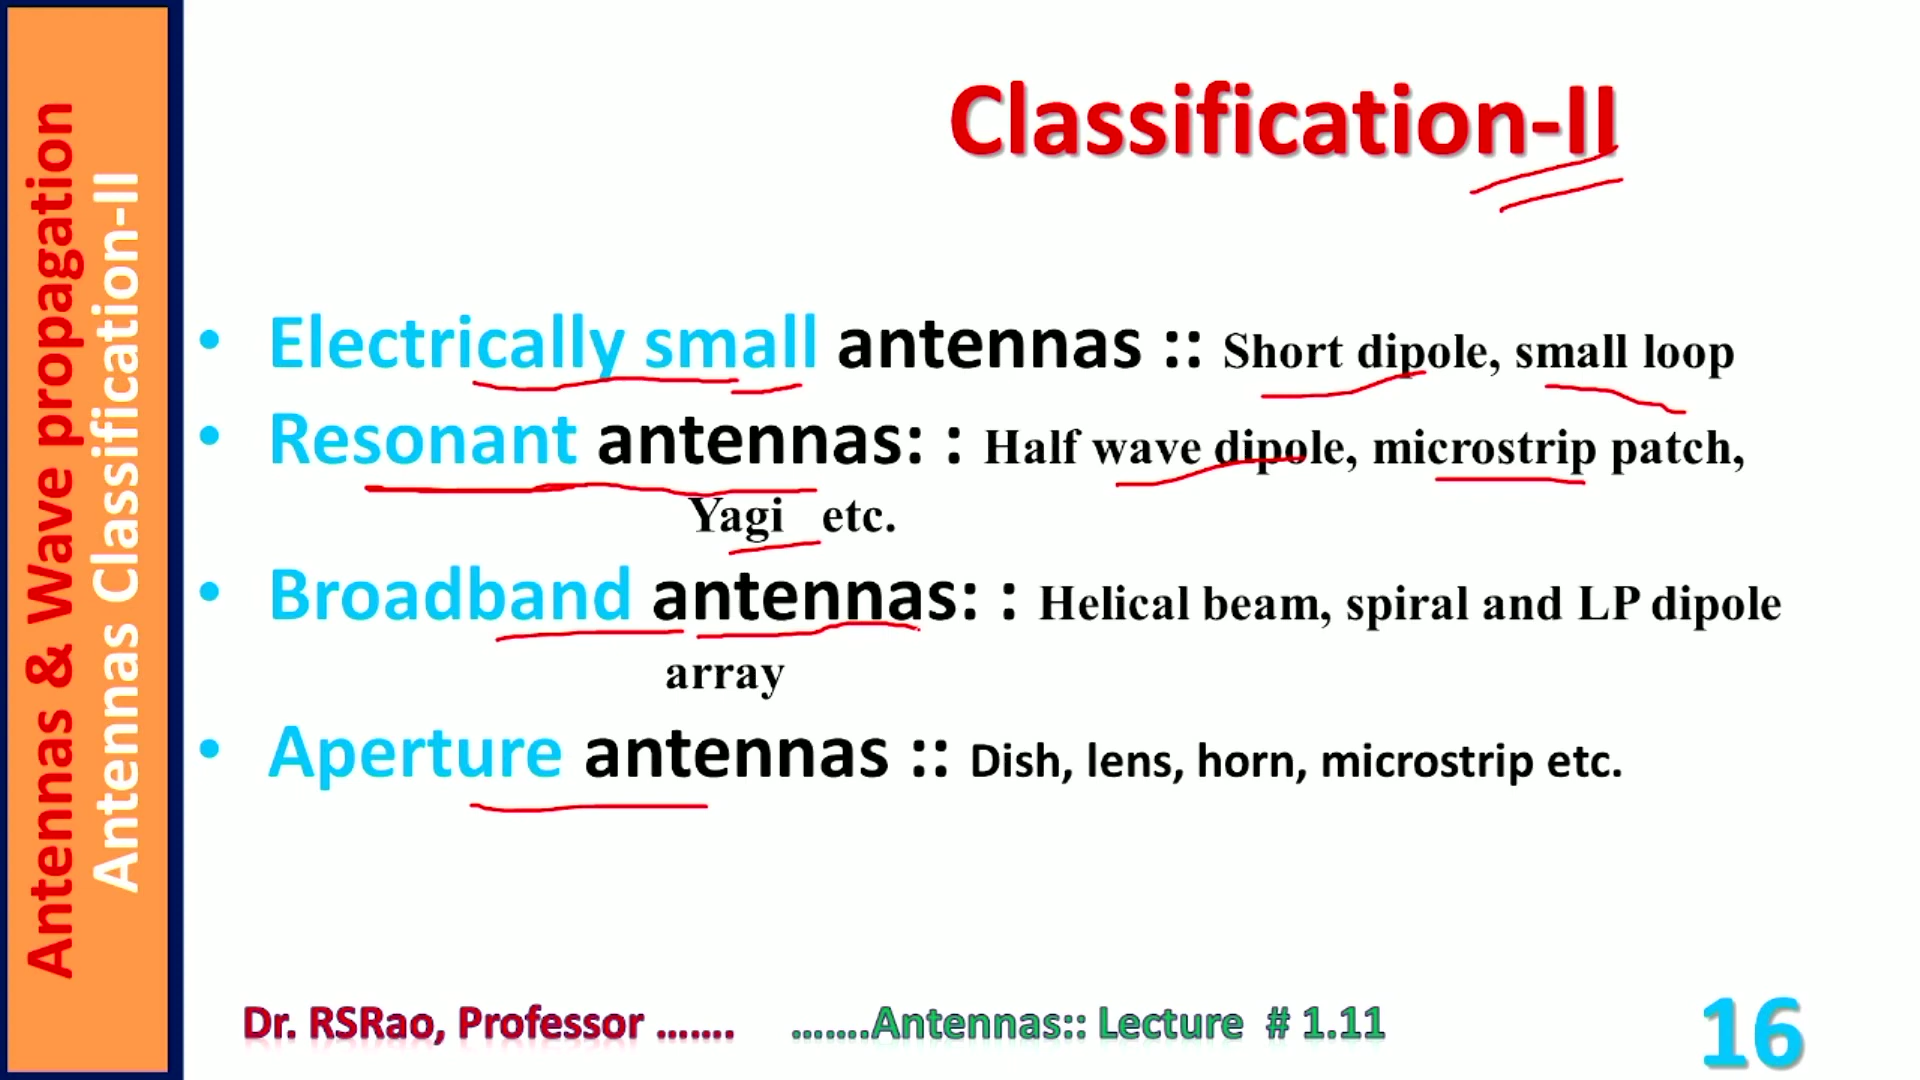 Antennas & Wave propagation
Antennas Classification-II
Classification-II
• Electrically small antennas :: Short dipole, small loop
• Resonant antennas: : Half wave dipole, microstrip patch,
Yagi etc.
• Broadband antennas: : Helical beam, spiral and LP dipole
array
• Aperture antennas :: Dish, lens, horn, microstrip etc.
Dr. RSRao, Professor ....... .......Antennas:: Lecture # 1.11
16